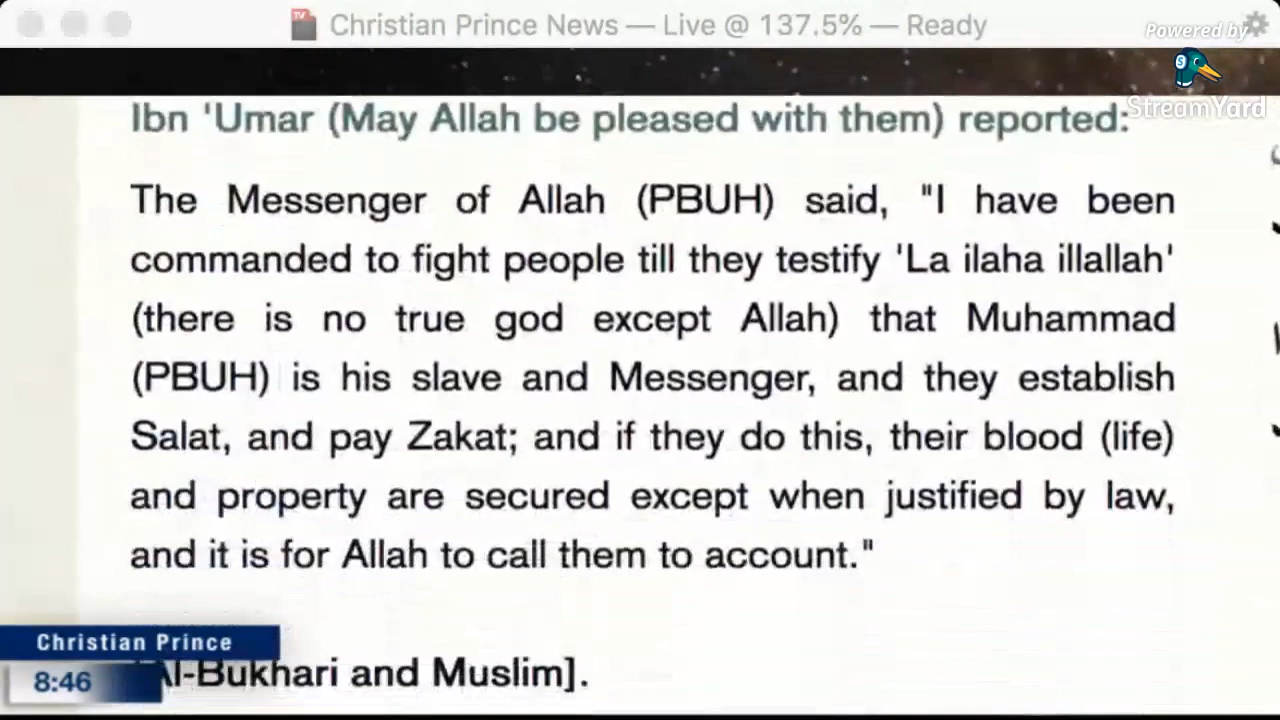 Christian Prince News — Live @ 137.5% — Ready
Powered by
StreamYard
Ibn 'Umar (May Allah be pleased with them) reported:
The Messenger of Allah (PBUH) said, "I have been
commanded to fight people till they testify 'La ilaha illallah'
(there is no true god except Allah) that Muhammad
(PBUH) is his slave and Messenger, and they establish
Salat, and pay Zakat; and if they do this, their blood (life)
and property are secured except when justified by law,
and it is for Allah to call them to account."
Christian Prince
8:46
Al-Bukhari and Muslim].